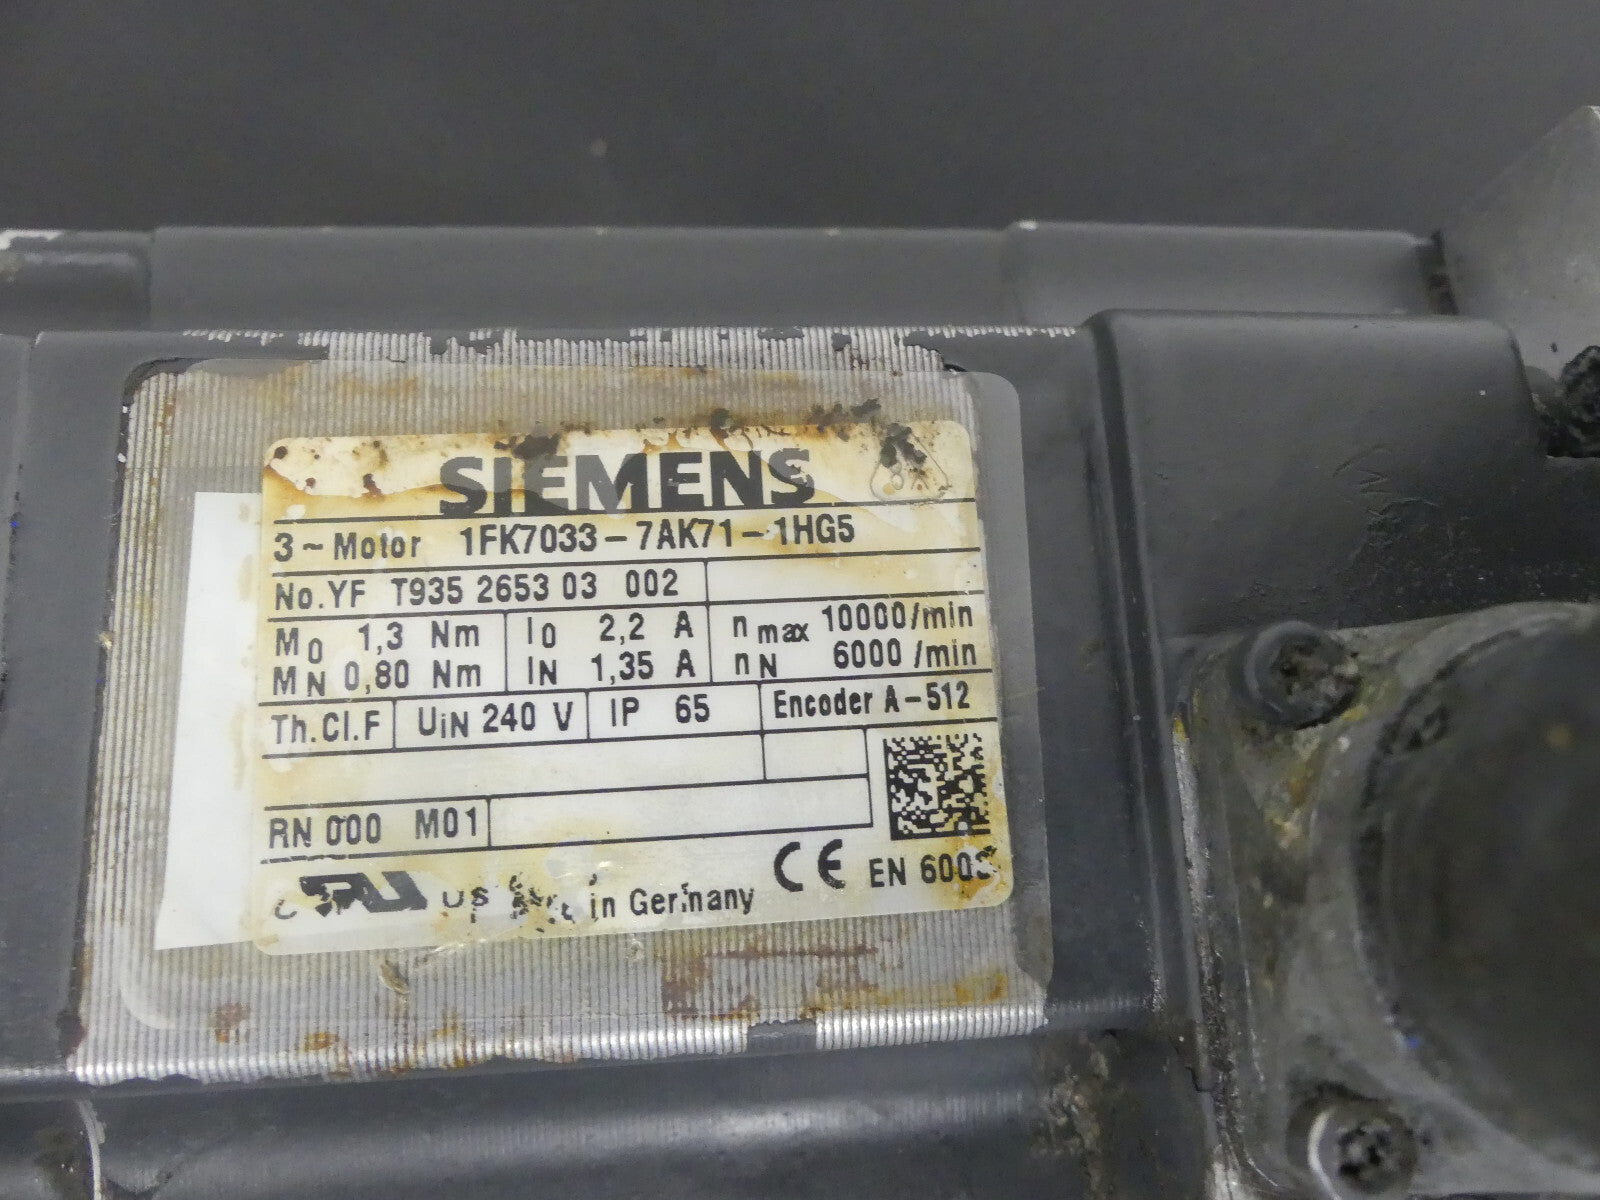 SIEMENS
3~Motor 1FK7033-7AK71-1HG5
No.YF T935 2653 03 002
M0 1,3 Nm I0 2,2 A n max 10000/min
MN 0,80 Nm IN 1,35 A nN 6000/min
Th.Cl.F UiN 240 V IP 65 Encoder A-512
RN 000 M01
US in Germany CE EN